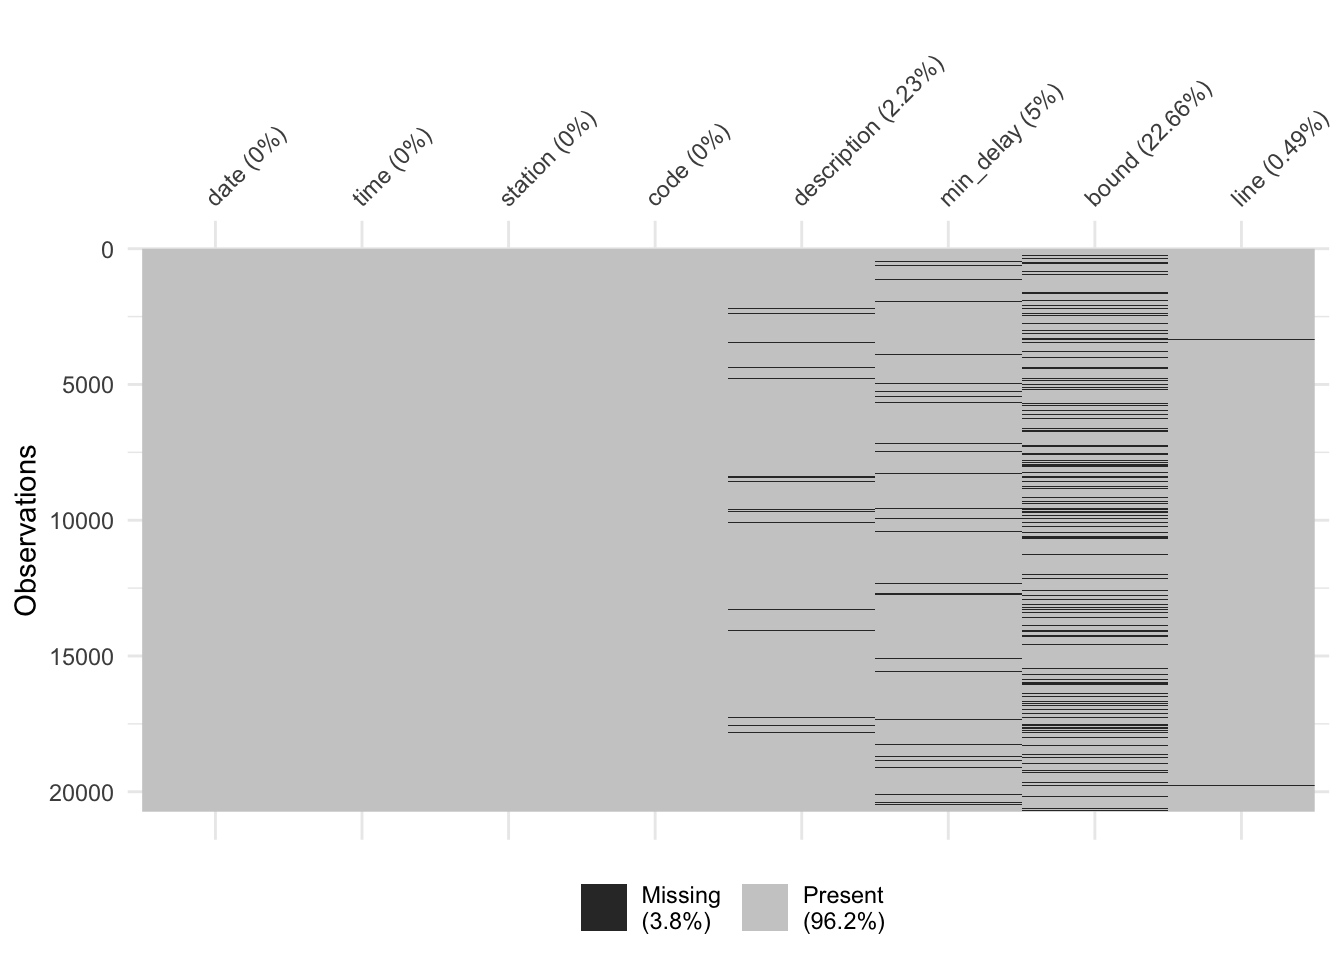 date (0%)
time (0%)
station (0%)
code (0%)
description (2.23%)
min_delay (5%)
bound (22.66%)
line (0.49%)
0
5000
10000
15000
20000
Observations
Missing
(3.8%)
Present
(96.2%)